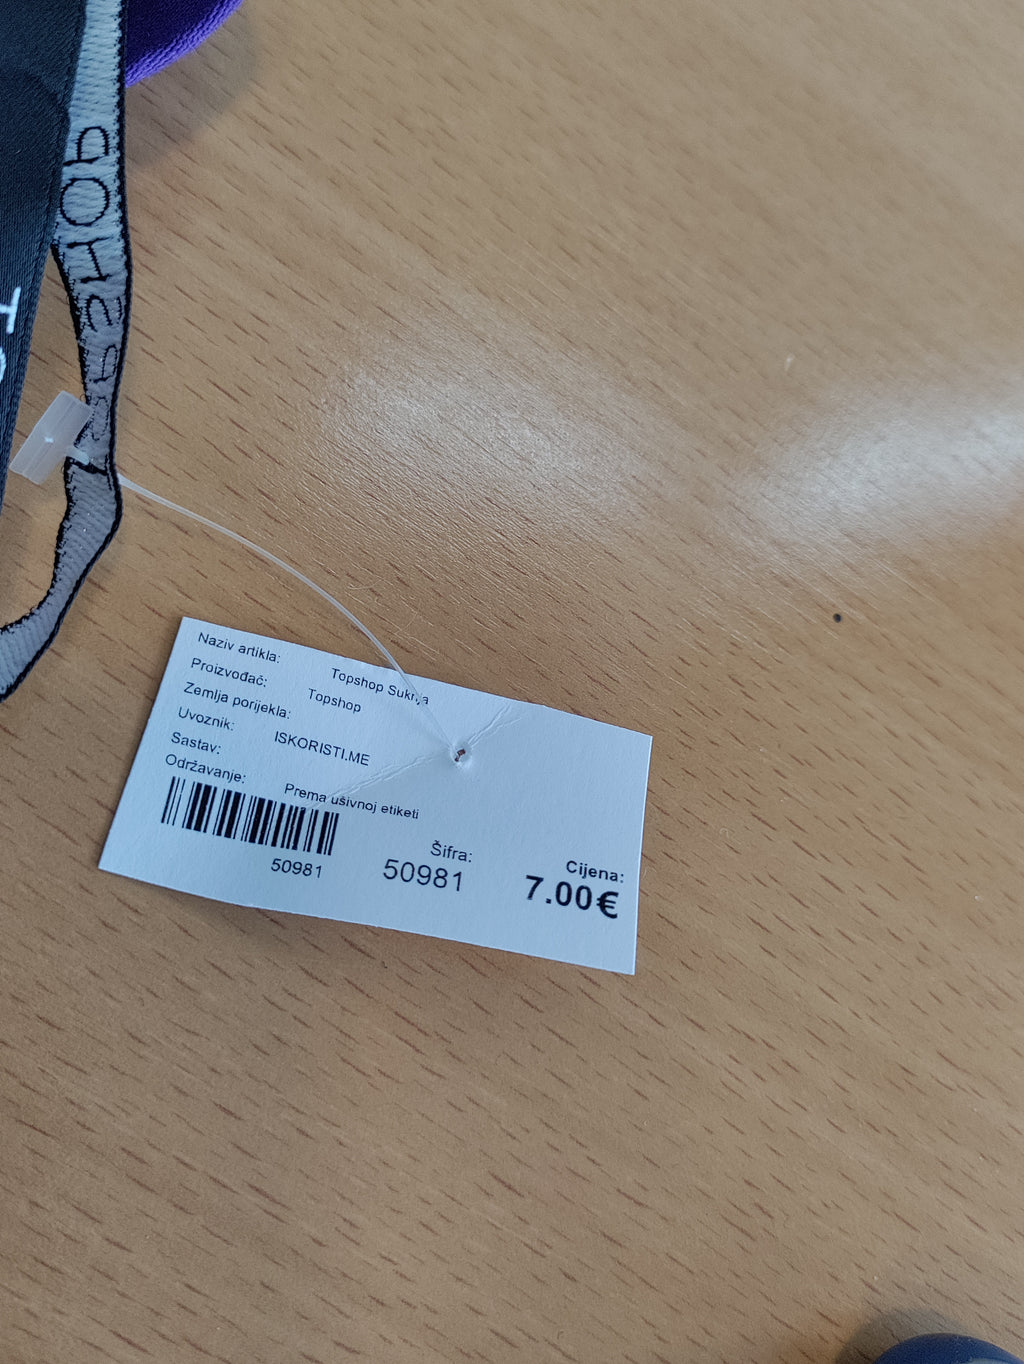 Naziv artikla: Topshop Suknja
Proizvođač: Topshop
Zemlja porijekla:
Uvoznik: ISKORISTI.ME
Sastav:
Održavanje: Prema ušivnoj etiketi
50981
Šifra:
50981
Cijena:
7.00€